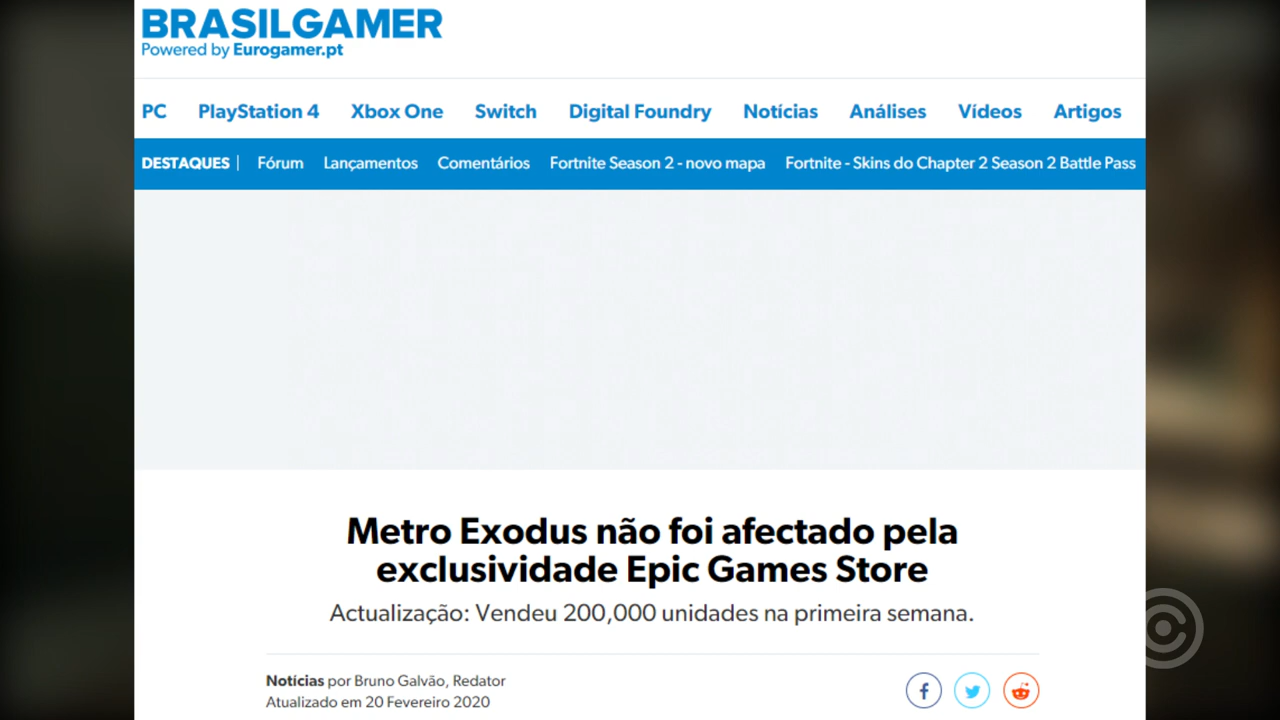 BRASILGAMER
Powered by Eurogamer.pt
PC PlayStation 4 Xbox One Switch Digital Foundry Notícias Análises Vídeos Artigos
DESTAQUES | Fórum Lançamentos Comentários Fortnite Season 2 - novo mapa Fortnite - Skins do Chapter 2 Season 2 Battle Pass
Metro Exodus não foi afectado pela
exclusividade Epic Games Store
Actualização: Vendeu 200,000 unidades na primeira semana.
Notícias por Bruno Galvão, Redator
Atualizado em 20 Fevereiro 2020